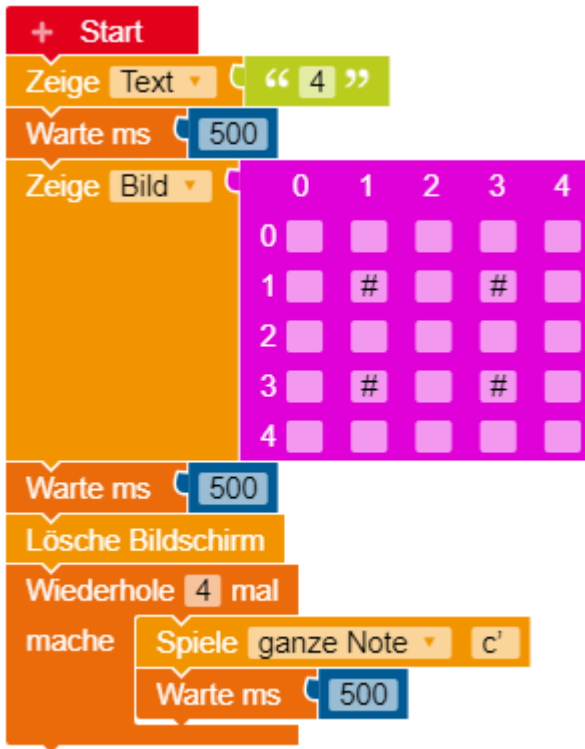 + Start
Zeige Text “ 4 ”
Warte ms 500
Zeige Bild 0 1 2 3 4
0
1 # #
2
3 # #
4
Warte ms 500
Lösche Bildschirm
Wiederhole 4 mal
mache Spiele ganze Note c'
Warte ms 500